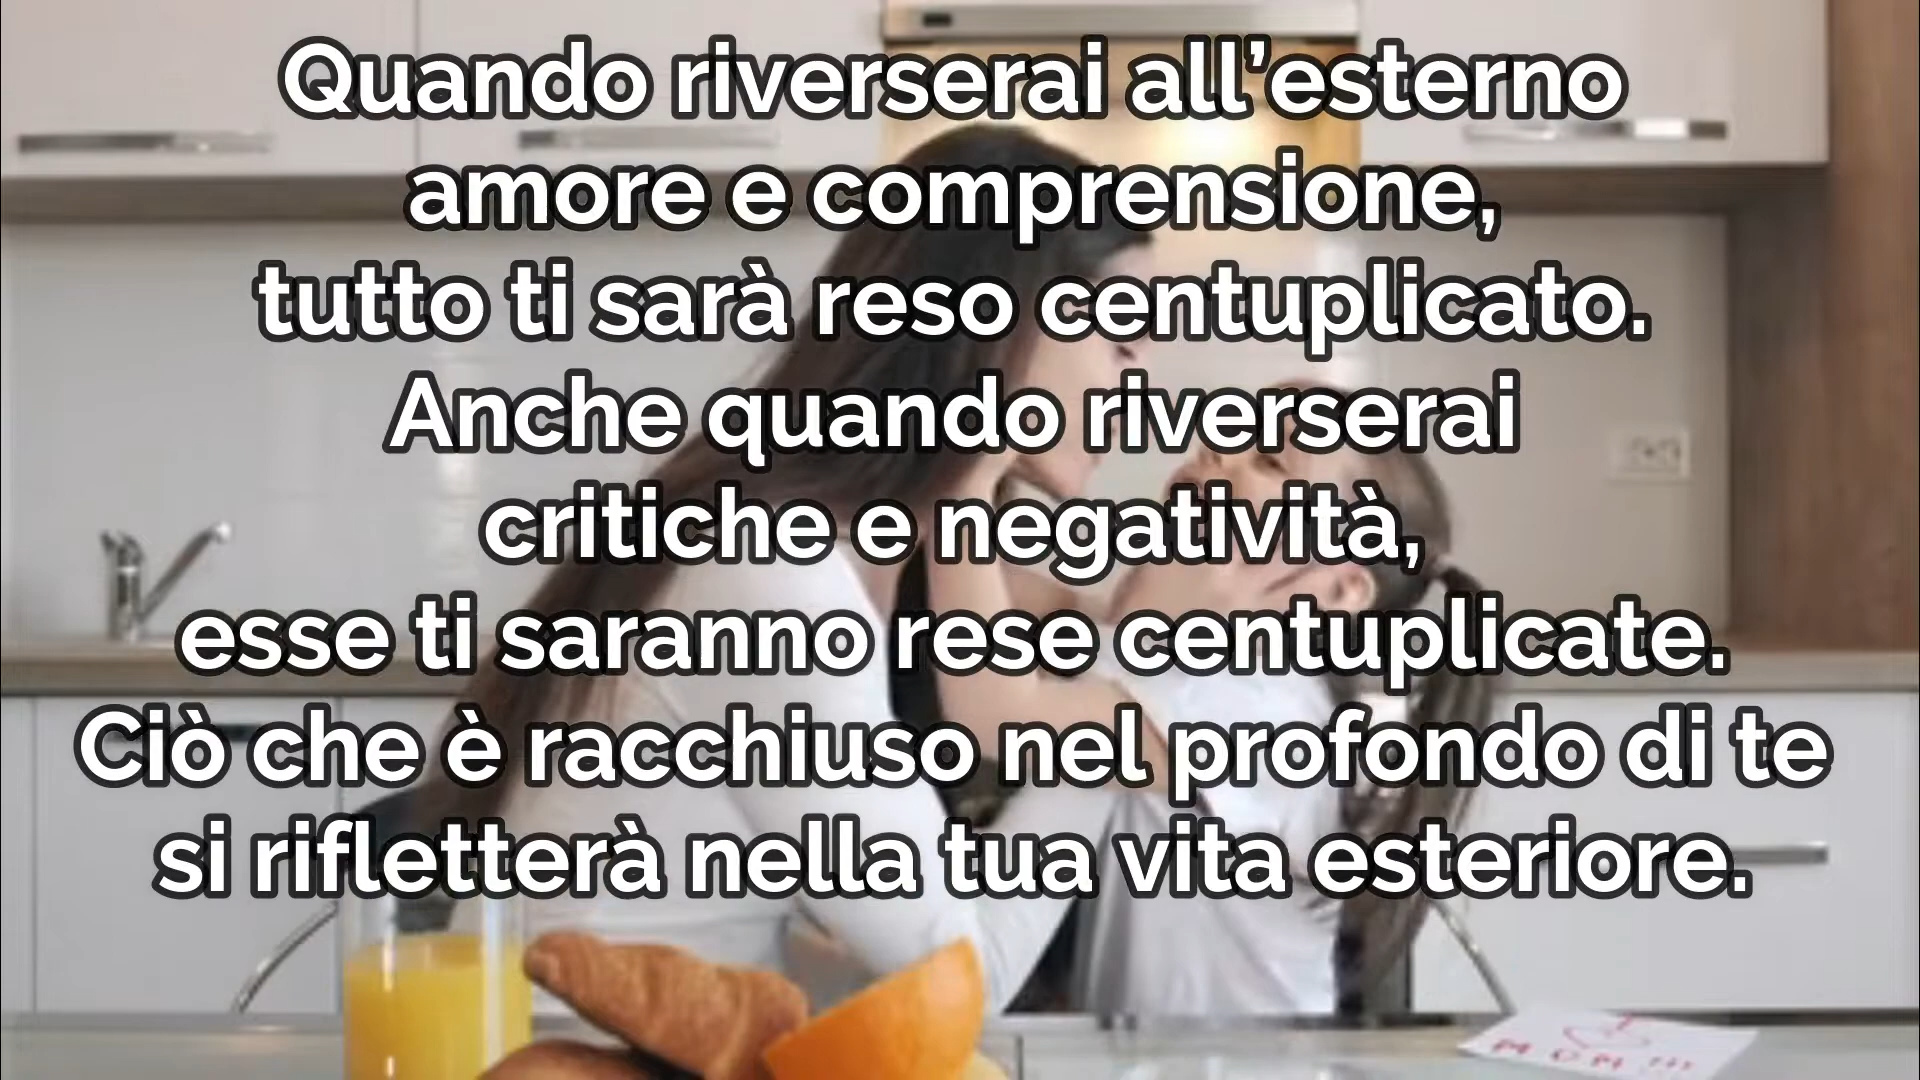 Quando riverserai all’esterno
amore e comprensione,
tutto ti sarà reso centuplicato.
Anche quando riverserai
critiche e negatività,
esse ti saranno rese centuplicate.
Ciò che è racchiuso nel profondo di te
si rifletterà nella tua vita esteriore.
MOM !!!